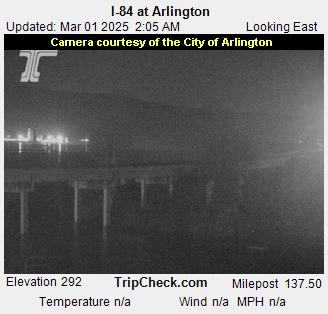 I-84 at Arlington
Updated: Mar 01 2025 2:05 AM Looking East
Camera courtesy of the City of Arlington
Elevation 292 TripCheck.com Milepost 137.50
Temperature n/a Wind n/a MPH n/a